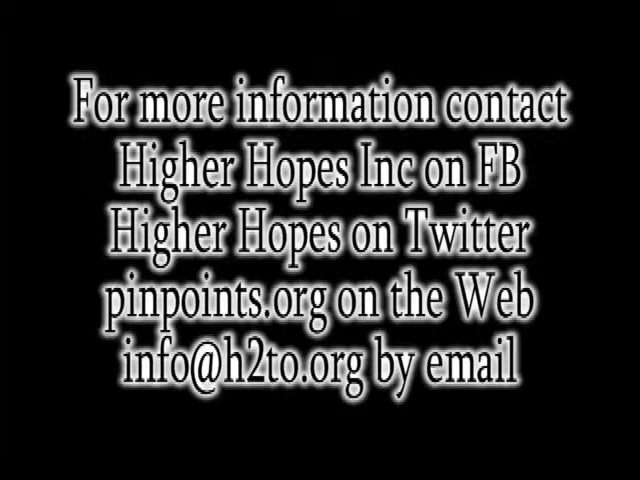 For more information contact
Higher Hopes Inc on FB
Higher Hopes on Twitter
pinpoints.org on the Web
info@h2to.org by email